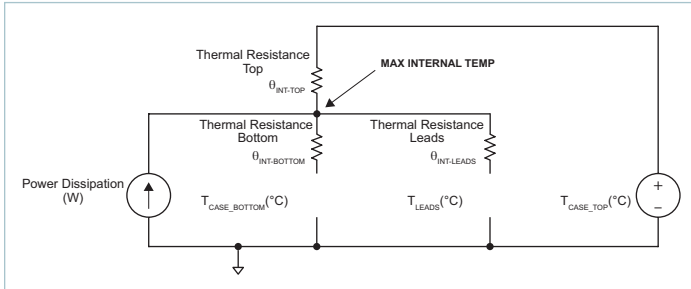 Thermal Resistance
Top
θINT-TOP
MAX INTERNAL TEMP
Thermal Resistance
Bottom
θINT-BOTTOM
Thermal Resistance
Leads
θINT-LEADS
Power Dissipation
(W)
TCASE_BOTTOM(°C)
TLEADS(°C)
TCASE_TOP(°C)
+
–